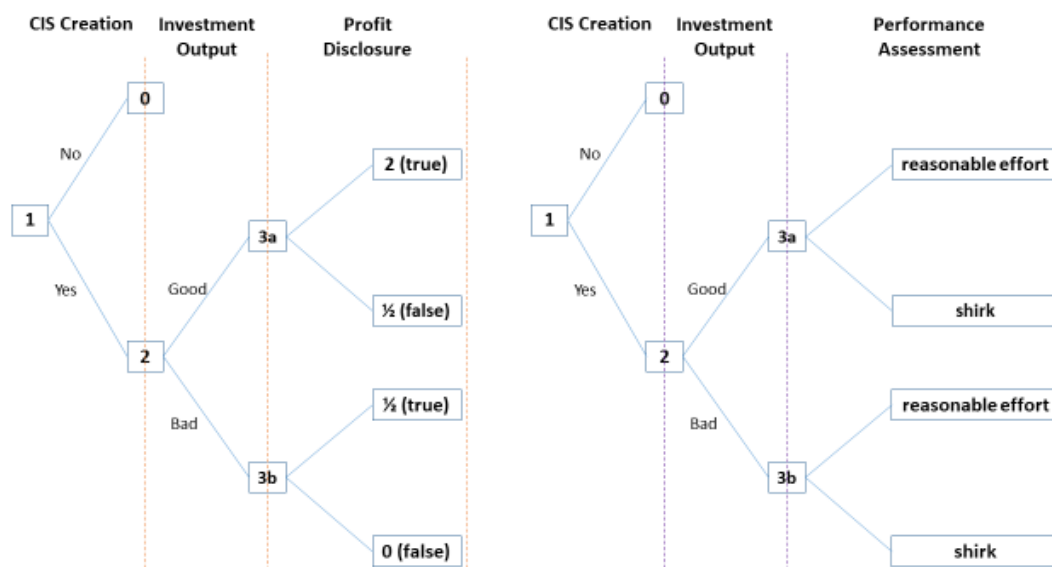 CIS Creation
Investment
Output
Profit
Disclosure
0
No
2 (true)
1
3a
Yes
Good
½ (false)
2
½ (true)
Bad
3b
0 (false)
CIS Creation
Investment
Output
Performance
Assessment
0
No
reasonable effort
1
3a
Yes
Good
shirk
2
reasonable effort
Bad
3b
shirk